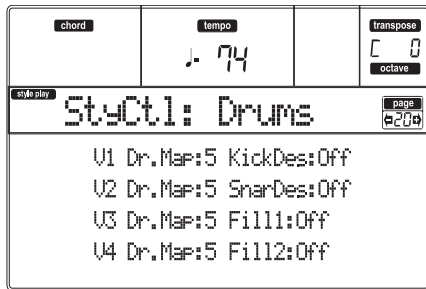 chord tempo transpose
♩= 74 C 0
octave
style play
StyCtl: Drums page
20
V1 Dr.Map:5 KickDes:Off
V2 Dr.Map:5 SnarDes:Off
V3 Dr.Map:5 Fill1:Off
V4 Dr.Map:5 Fill2:Off